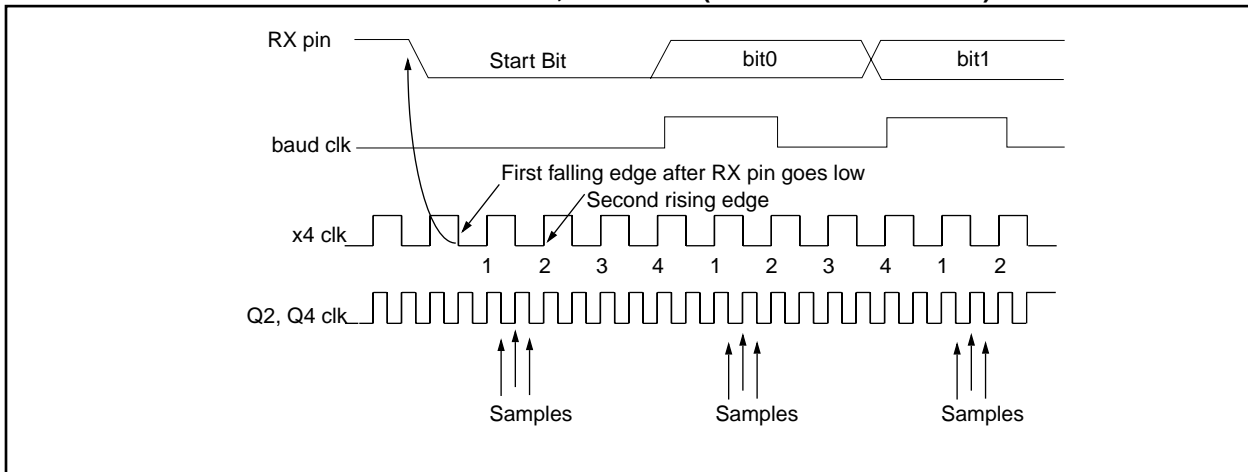 RX pin
Start Bit
bit0
bit1
baud clk
First falling edge after RX pin goes low
Second rising edge
x4 clk
1 2 3 4 1 2 3 4 1 2
Q2, Q4 clk
Samples
Samples
Samples